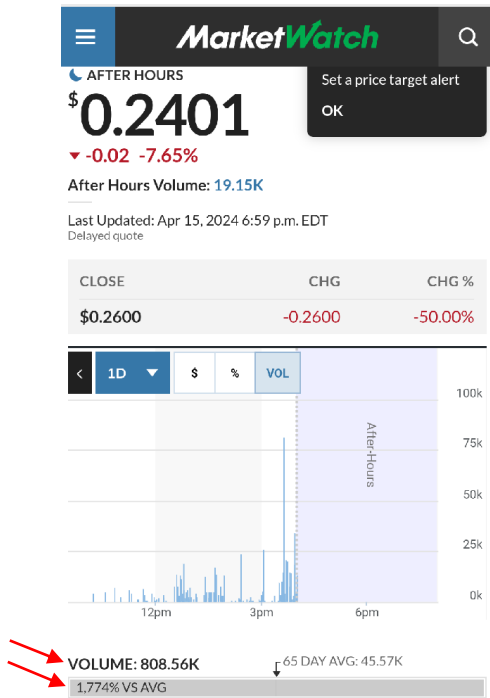 MarketWatch
AFTER HOURS
Set a price target alert
$0.2401
OK
-0.02 -7.65%
After Hours Volume: 19.15K
Last Updated: Apr 15, 2024 6:59 p.m. EDT
Delayed quote
CLOSE CHG CHG %
$0.2600 -0.2600 -50.00%
< 1D $ % VOL
100k
75k
After-Hours
50k
25k
0k
12pm 3pm 6pm
VOLUME: 808.56K 65 DAY AVG: 45.57K
1,774% VS AVG